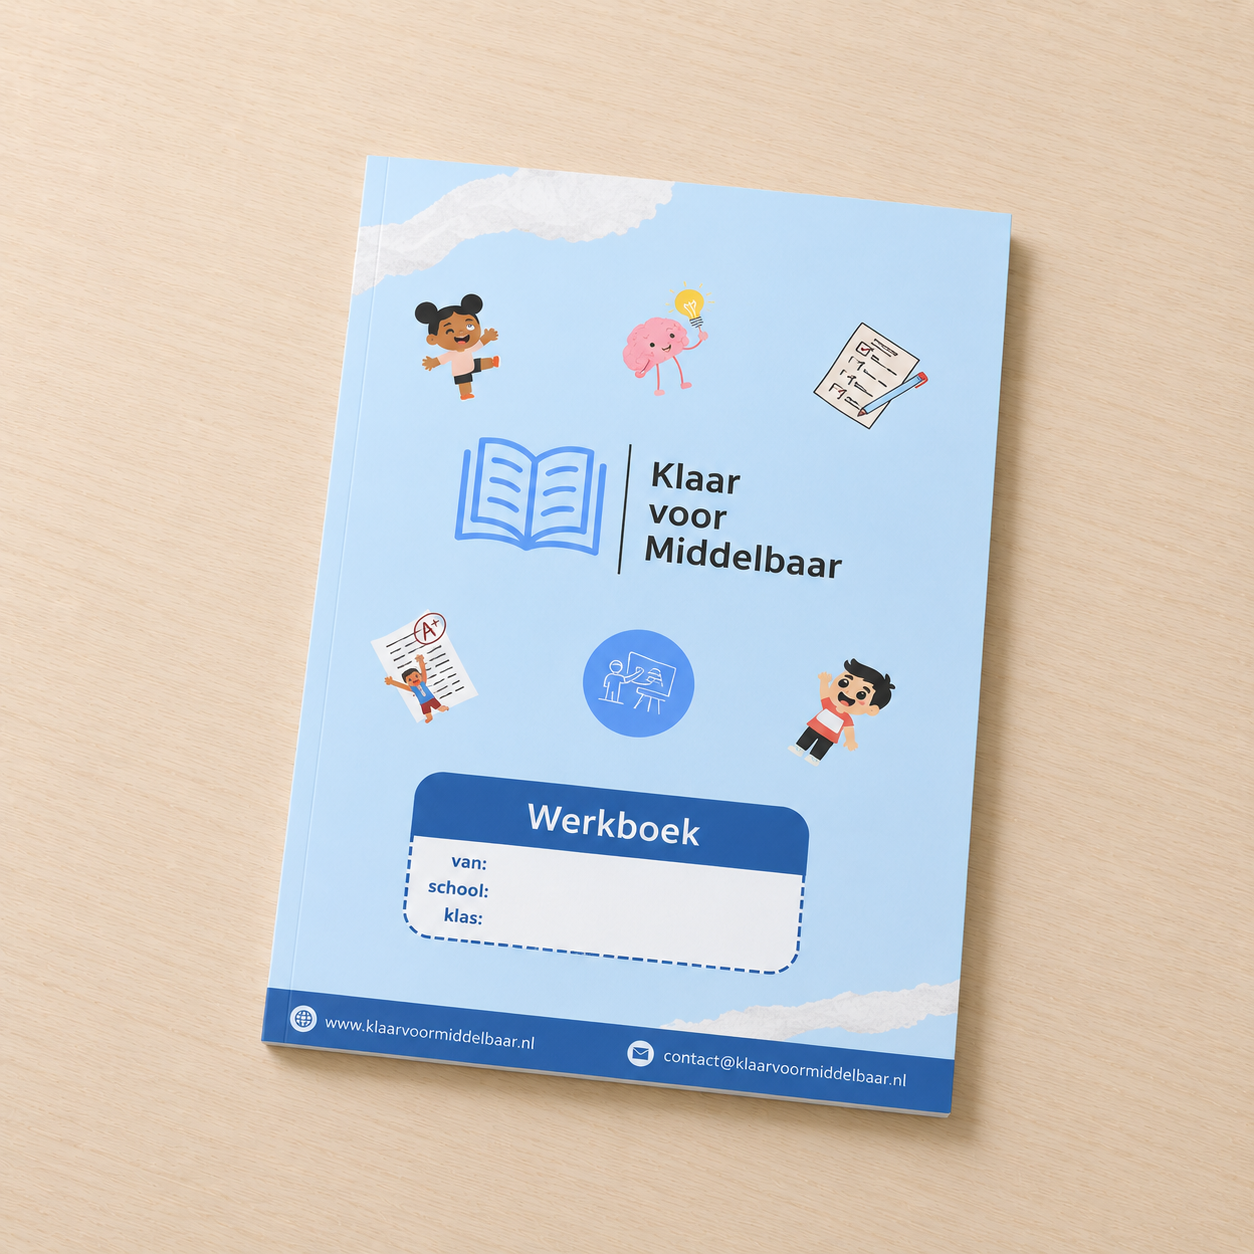 Klaar
voor
Middelbaar
A+
Werkboek
van:
school:
klas:
www.klaarvoormiddelbaar.nl
contact@klaarvoormiddelbaar.nl